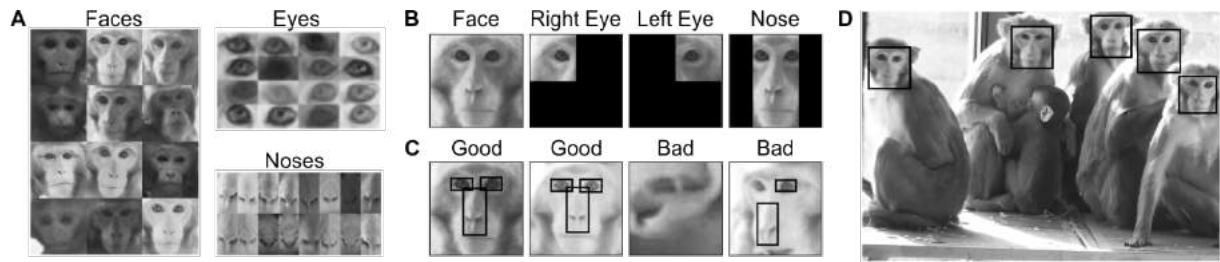 A
Faces
Eyes
Noses
B
Face
Right Eye
Left Eye
Nose
C
Good
Good
Bad
Bad
D